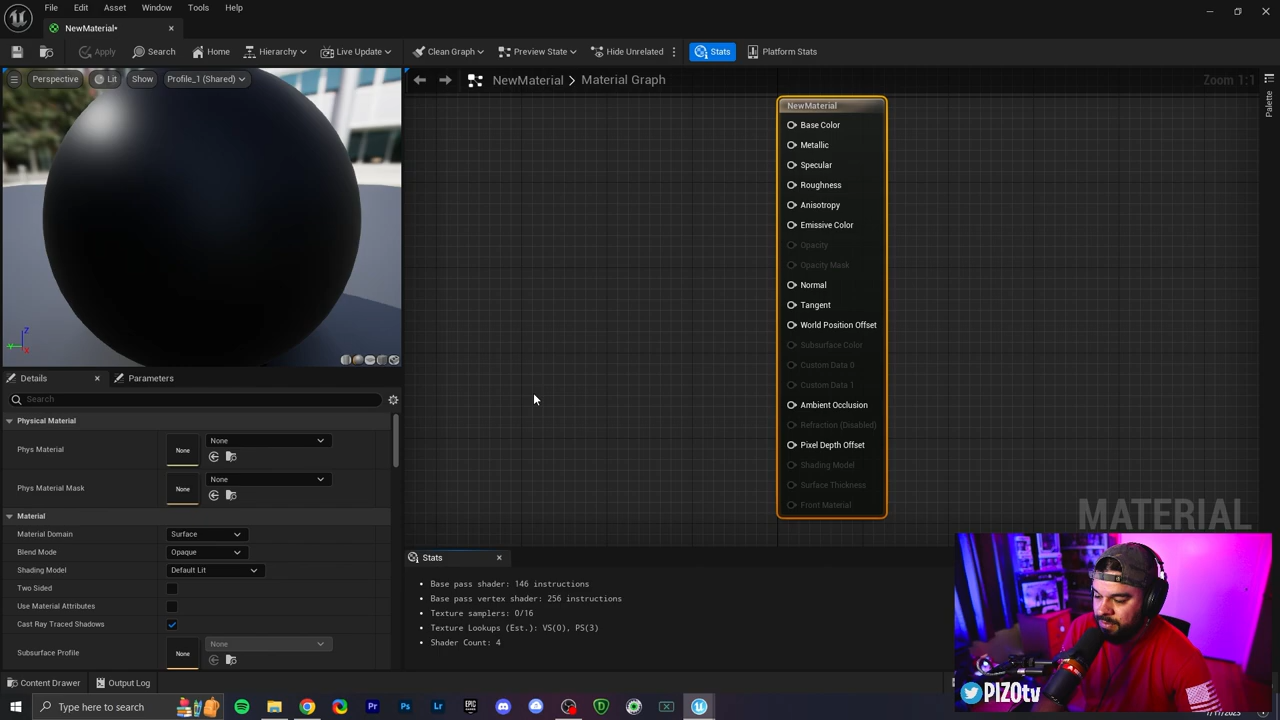 File Edit Asset Window Tools Help
NewMaterial*
Apply Search Home Hierarchy Live Update Clean Graph Preview State Hide Unrelated Stats Platform Stats
Perspective Lit Show Profile_1 (Shared)
NewMaterial > Material Graph Zoom 1:1
Palette
NewMaterial
Base Color
Metallic
Specular
Roughness
Anisotropy
Emissive Color
Opacity
Opacity Mask
Normal
Tangent
World Position Offset
Subsurface Color
Custom Data 0
Custom Data 1
Ambient Occlusion
Refraction (Disabled)
Pixel Depth Offset
Shading Model
Surface Thickness
Front Material
MATERIAL
Z
Y
X
Details Parameters
Search
Physical Material
Phys Material None None
Phys Material Mask None None
Material
Material Domain Surface
Blend Mode Opaque
Shading Model Default Lit
Two Sided
Use Material Attributes
Cast Ray Traced Shadows
Subsurface Profile None None
Stats
Base pass shader: 146 instructions
Base pass vertex shader: 256 instructions
Texture samplers: 0/16
Texture Lookups (Est.): VS(0), PS(3)
Shader Count: 4
Content Drawer Output Log
PIZOtv
Type here to search
EPIC
Pr
Ps
Lr